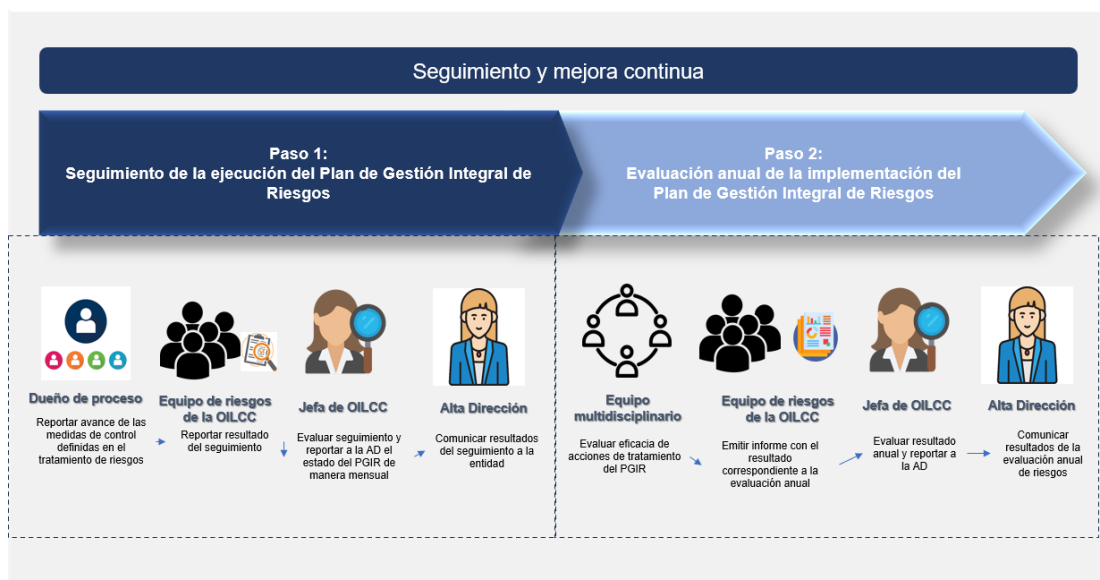 Seguimiento y mejora continua
Paso 1:
Seguimiento de la ejecución del Plan de Gestión Integral de
Riesgos
Paso 2:
Evaluación anual de la implementación del
Plan de Gestión Integral de Riesgos
Dueño de proceso
Reportar avance de las
medidas de control
definidas en el
tratamiento de riesgos
Equipo de riesgos
de la OILCC
Reportar resultado
del seguimiento
Jefa de OILCC
Evaluar seguimiento y
reportar a la AD el
estado del PGIR de
manera mensual
Alta Dirección
Comunicar resultados
del seguimiento a la
entidad
Equipo
multidisciplinario
Evaluar eficacia de
acciones de tratamiento
del PGIR
Equipo de riesgos
de la OILCC
Emitir informe con el
resultado
correspondiente a la
evaluación anual
Jefa de OILCC
Evaluar resultado
anual y reportar a
la AD
Alta Dirección
Comunicar
resultados de la
evaluación anual
de riesgos